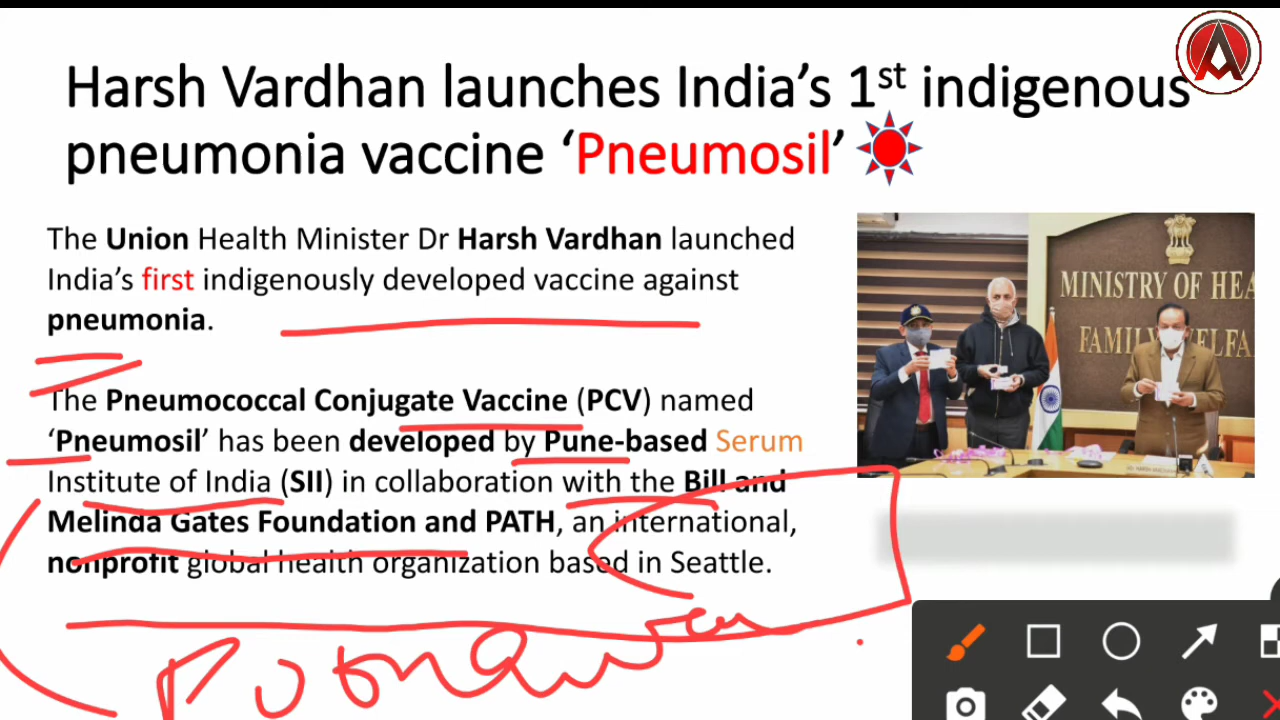 Harsh Vardhan launches India's 1st indigenous
pneumonia vaccine 'Pneumosil'
The Union Health Minister Dr Harsh Vardhan launched
India's first indigenously developed vaccine against
pneumonia.
The Pneumococcal Conjugate Vaccine (PCV) named
'Pneumosil' has been developed by Pune-based Serum
Institute of India (SII) in collaboration with the Bill and
Melinda Gates Foundation and PATH, an international,
nonprofit global health organization based in Seattle.
MINISTRY OF HEA
FAMILY WELFA